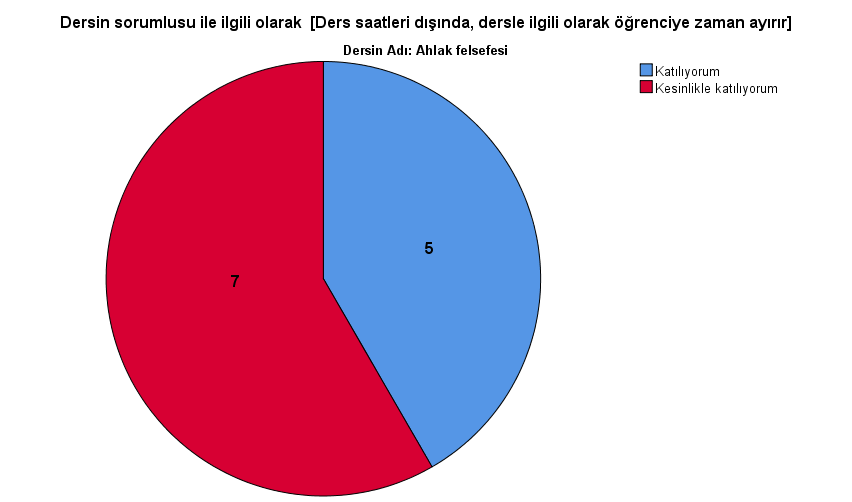 Dersin sorumlusu ile ilgili olarak [Ders saatleri dışında, dersle ilgili olarak öğrenciye zaman ayırır]
Dersin Adı: Ahlak felsefesi
Katılıyorum
Kesinlikle katılıyorum
5
7